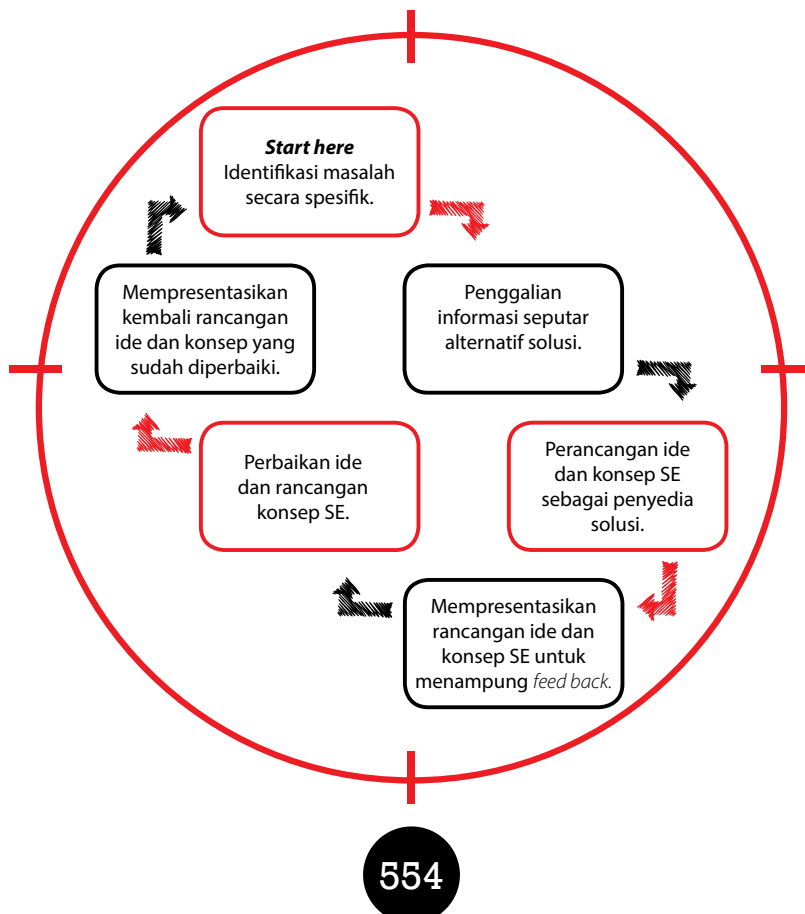 Start here
Identifikasi masalah
secara spesifik.
Penggalian
informasi seputar
alternatif solusi.
Perancangan ide
dan konsep SE
sebagai penyedia
solusi.
Mempresentasikan
rancangan ide dan
konsep SE untuk
menampung feed back.
Perbaikan ide
dan rancangan
konsep SE.
Mempresentasikan
kembali rancangan
ide dan konsep yang
sudah diperbaiki.
554